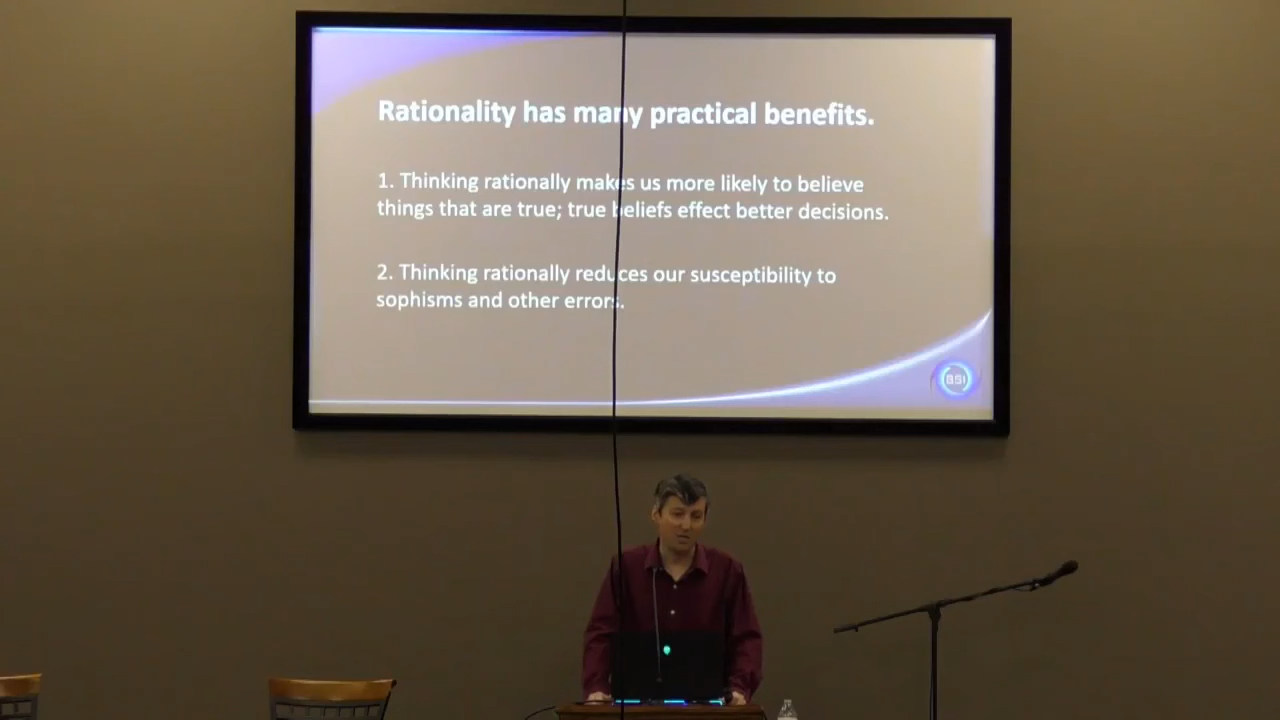 Rationality has many practical benefits.
1. Thinking rationally makes us more likely to believe
things that are true; true beliefs effect better decisions.
2. Thinking rationally reduces our susceptibility to
sophisms and other errors.
BSI